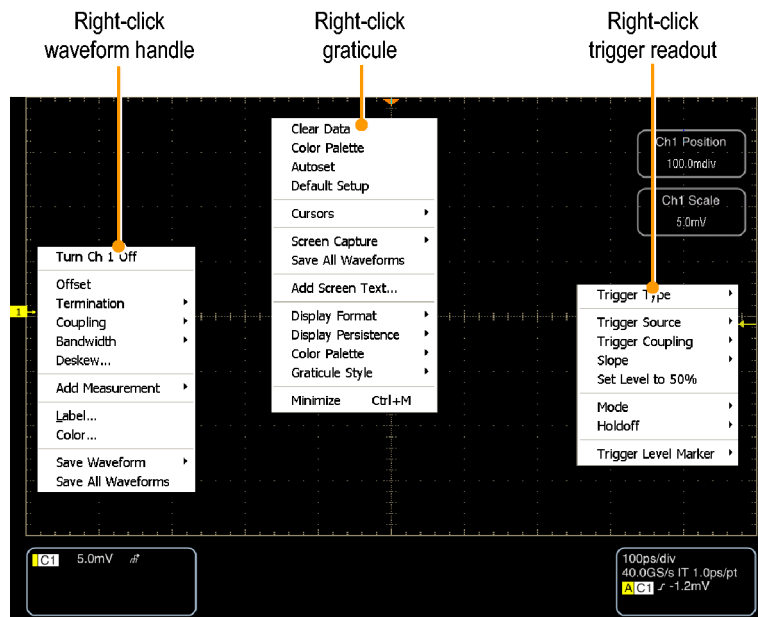 Right-click
waveform handle
Right-click
graticule
Right-click
trigger readout
Clear Data
Color Palette
Autoset
Default Setup
Cursors
Screen Capture
Save All Waveforms
Add Screen Text...
Display Format
Display Persistence
Color Palette
Graticule Style
Minimize Ctrl+M
Ch1 Position
100.0mdiv
Ch1 Scale
5.0mV
Turn Ch 1 Off
Offset
Termination
Coupling
Bandwidth
Deskew...
Add Measurement
Label...
Color...
Save Waveform
Save All Waveforms
1
Trigger Type
Trigger Source
Trigger Coupling
Slope
Set Level to 50%
Mode
Holdoff
Trigger Level Marker
C1 5.0mV
100ps/div
40.0GS/s IT 1.0ps/pt
A C1 -1.2mV